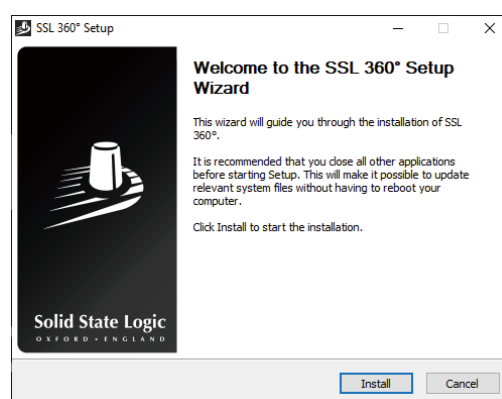 SSL 360° Setup
Welcome to the SSL 360° Setup
Wizard
This wizard will guide you through the installation of SSL
360°.
It is recommended that you close all other applications
before starting Setup. This will make it possible to update
relevant system files without having to reboot your
computer.
Click Install to start the installation.
Solid State Logic
OXFORD • ENGLAND
Install
Cancel